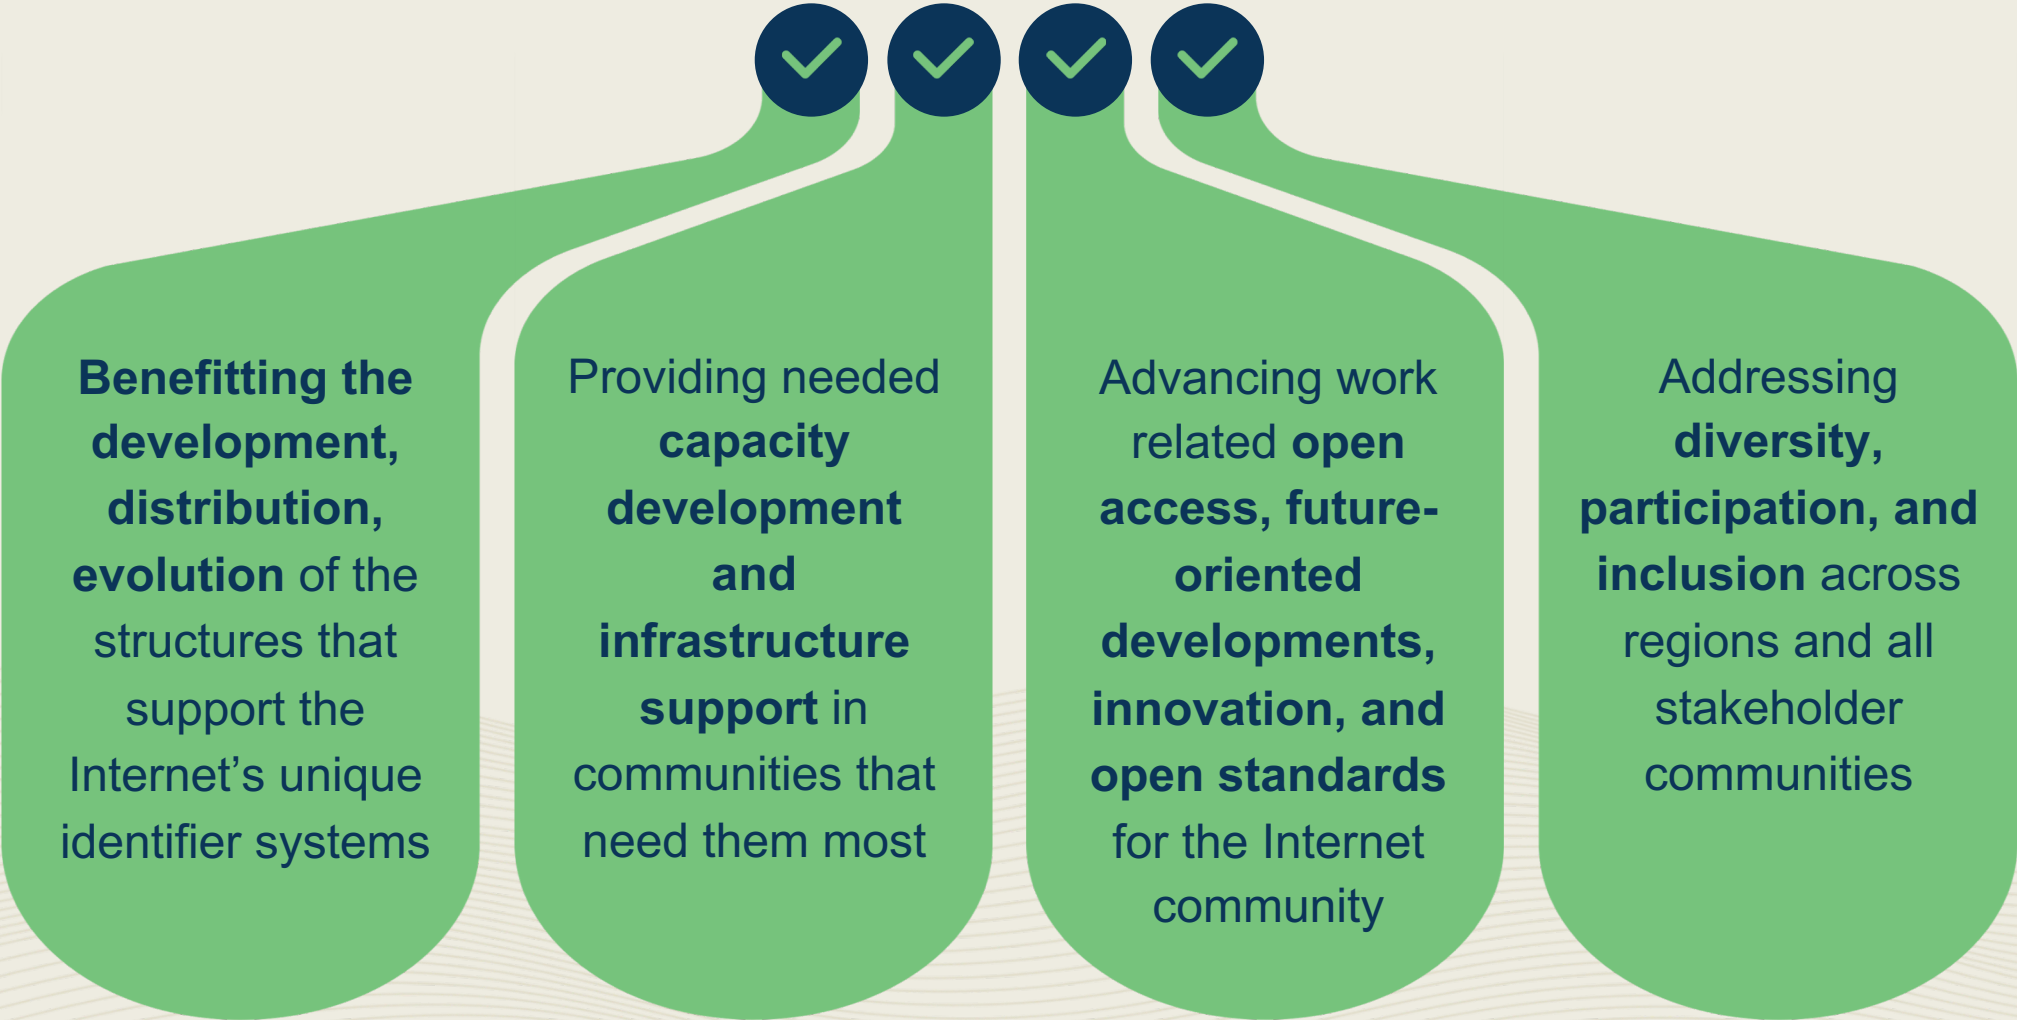 Benefitting the
development,
distribution,
evolution of the
structures that
support the
Internet’s unique
identifier systems
Providing needed
capacity
development
and
infrastructure
support in
communities that
need them most
Advancing work
related open
access, future-
oriented
developments,
innovation, and
open standards
for the Internet
community
Addressing
diversity,
participation, and
inclusion across
regions and all
stakeholder
communities